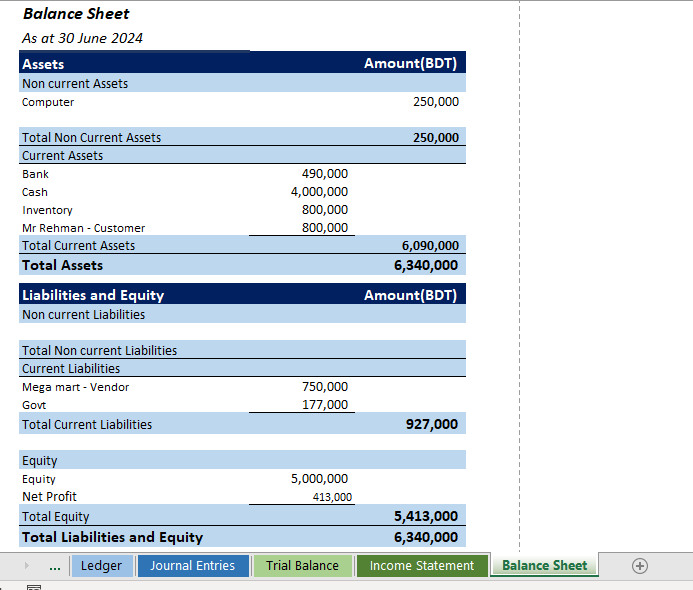 Balance Sheet
As at 30 June 2024
Assets Amount(BDT)
Non current Assets
Computer 250,000
Total Non Current Assets 250,000
Current Assets
Bank 490,000
Cash 4,000,000
Inventory 800,000
Mr Rehman - Customer 800,000
Total Current Assets 6,090,000
Total Assets 6,340,000
Liabilities and Equity Amount(BDT)
Non current Liabilities
Total Non current Liabilities
Current Liabilities
Mega mart - Vendor 750,000
Govt 177,000
Total Current Liabilities 927,000
Equity
Equity 5,000,000
Net Profit 413,000
Total Equity 5,413,000
Total Liabilities and Equity 6,340,000
... Ledger Journal Entries Trial Balance Income Statement Balance Sheet